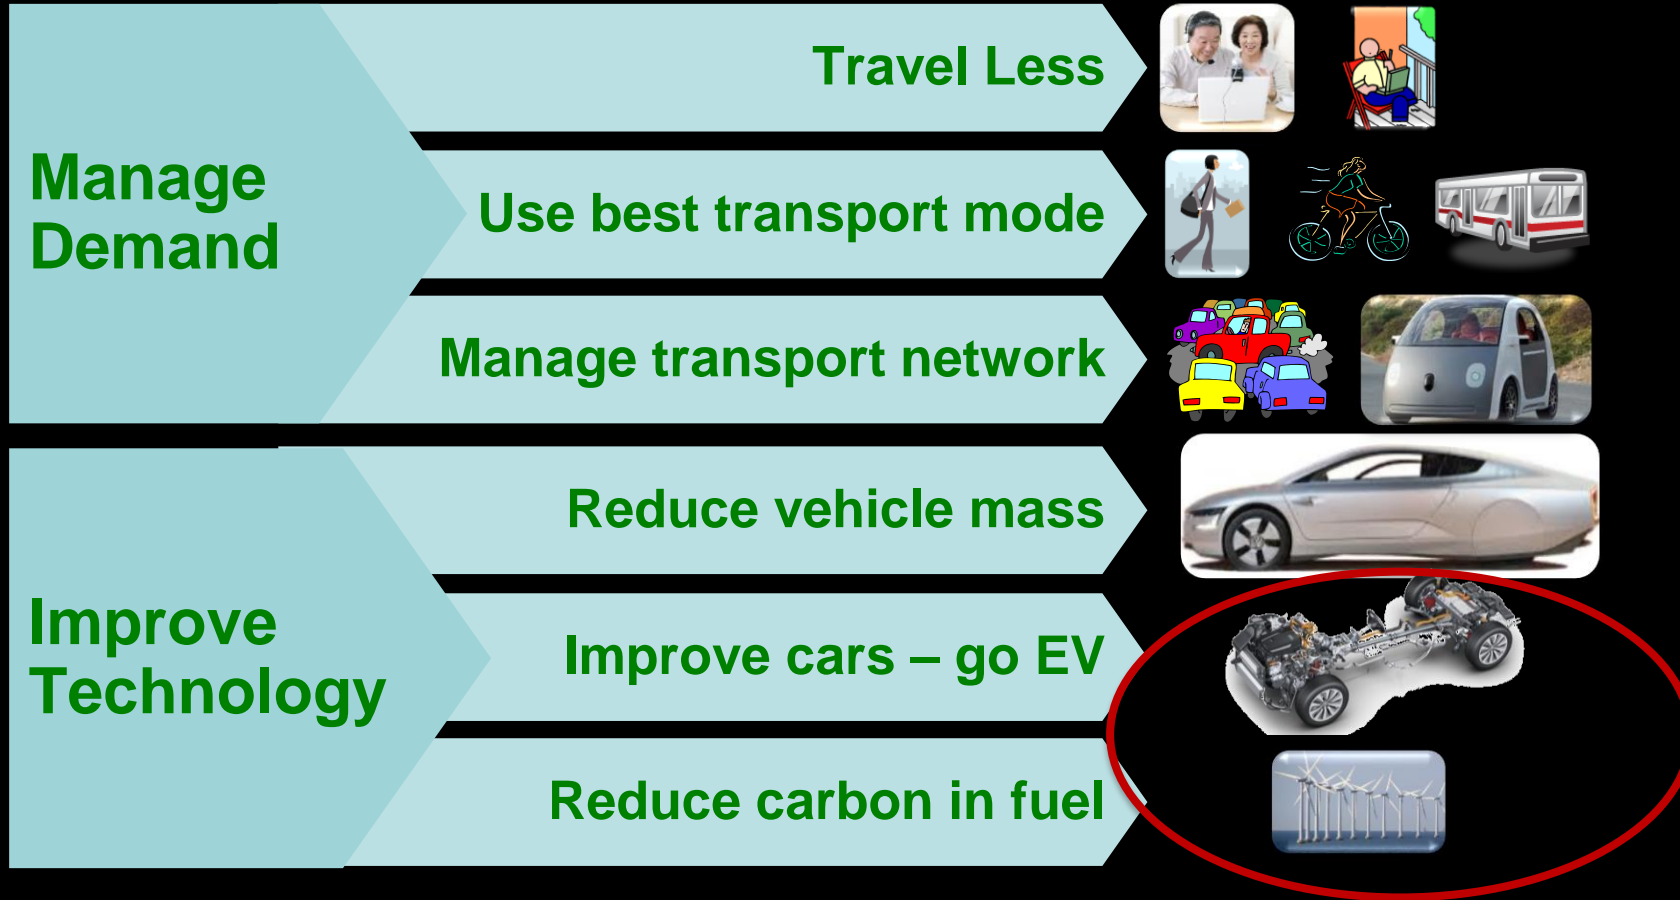 Manage
Demand
Travel Less
Use best transport mode
Manage transport network
Improve
Technology
Reduce vehicle mass
Improve cars – go EV
Reduce carbon in fuel